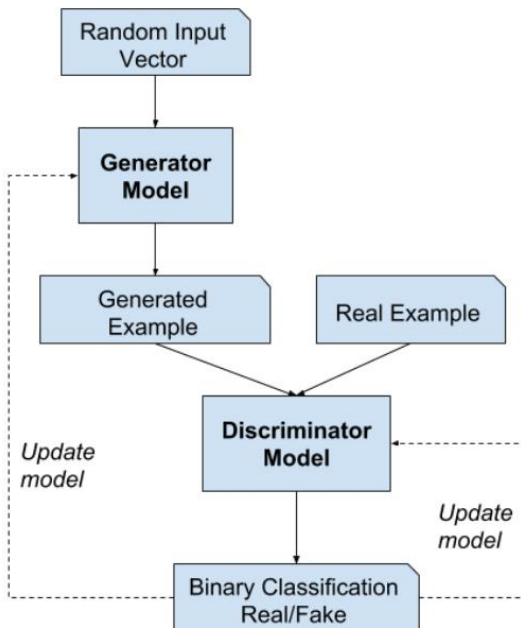 Random Input
Vector
Generator
Model
Generated
Example
Real Example
Discriminator
Model
Update
model
Update
model
Binary Classification
Real/Fake